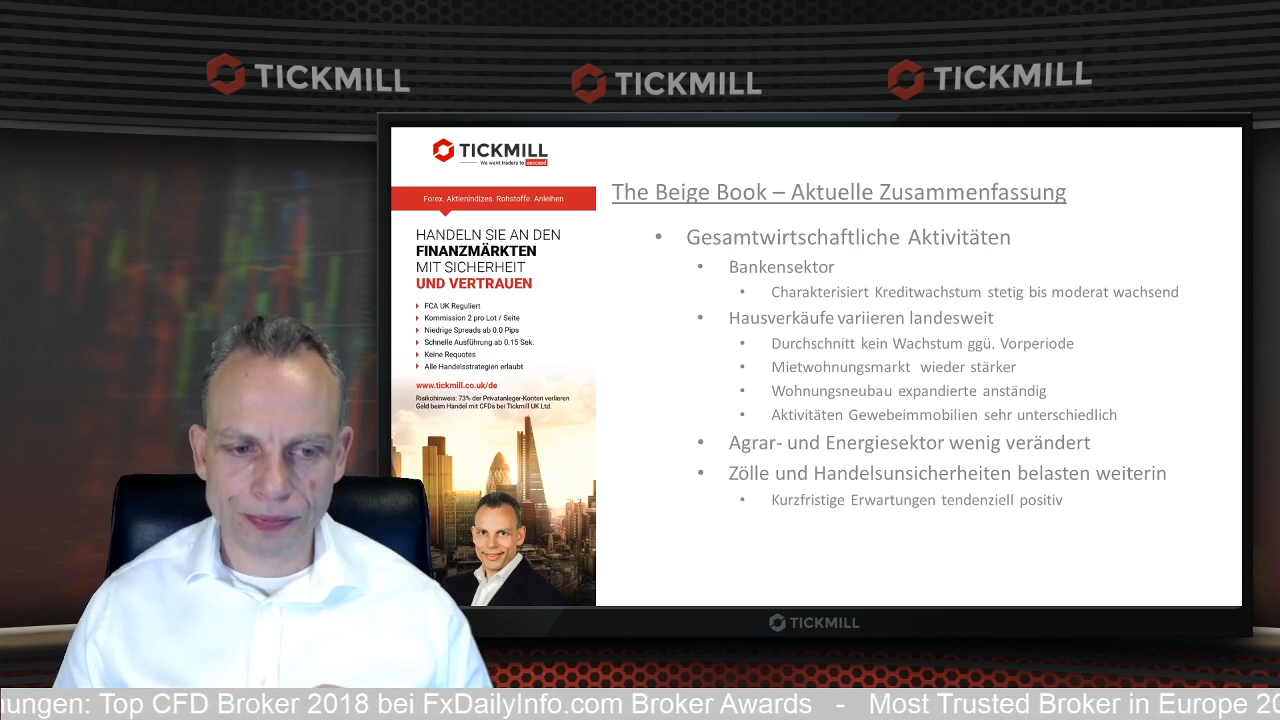 TICKMILL
TICKMILL
TICKMILL
TICKMILL
We want traders to succeed
Forex. Aktienindizes. Rohstoffe. Anleihen
HANDELN SIE AN DEN
FINANZMÄRKTEN
MIT SICHERHEIT
UND VERTRAUEN
FCA UK Reguliert
Kommission 2 pro Lot / Seite
Niedrige Spreads ab 0.0 Pips
Schnelle Ausführung ab 0.15 Sek.
Keine Requotes
Alle Handelsstrategien erlaubt
www.tickmill.co.uk/de
Risikohinweis: 73% der Privatanleger-Konten verlieren
Geld beim Handel mit CFDs bei Tickmill UK Ltd.
The Beige Book – Aktuelle Zusammenfassung
• Gesamtwirtschaftliche Aktivitäten
• Bankensektor
• Charakterisiert Kreditwachstum stetig bis moderat wachsend
• Hausverkäufe variieren landesweit
• Durchschnitt kein Wachstum ggü. Vorperiode
• Mietwohnungsmarkt wieder stärker
• Wohnungsneubau expandierte anständig
• Aktivitäten Gewebeimmobilien sehr unterschiedlich
• Agrar- und Energiesektor wenig verändert
• Zölle und Handelsunsicherheiten belasten weiterin
• Kurzfristige Erwartungen tendenziell positiv
TICKMILL
nungen: Top CFD Broker 2018 bei FxDailyInfo.com Broker Awards - Most Trusted Broker in Europe 20